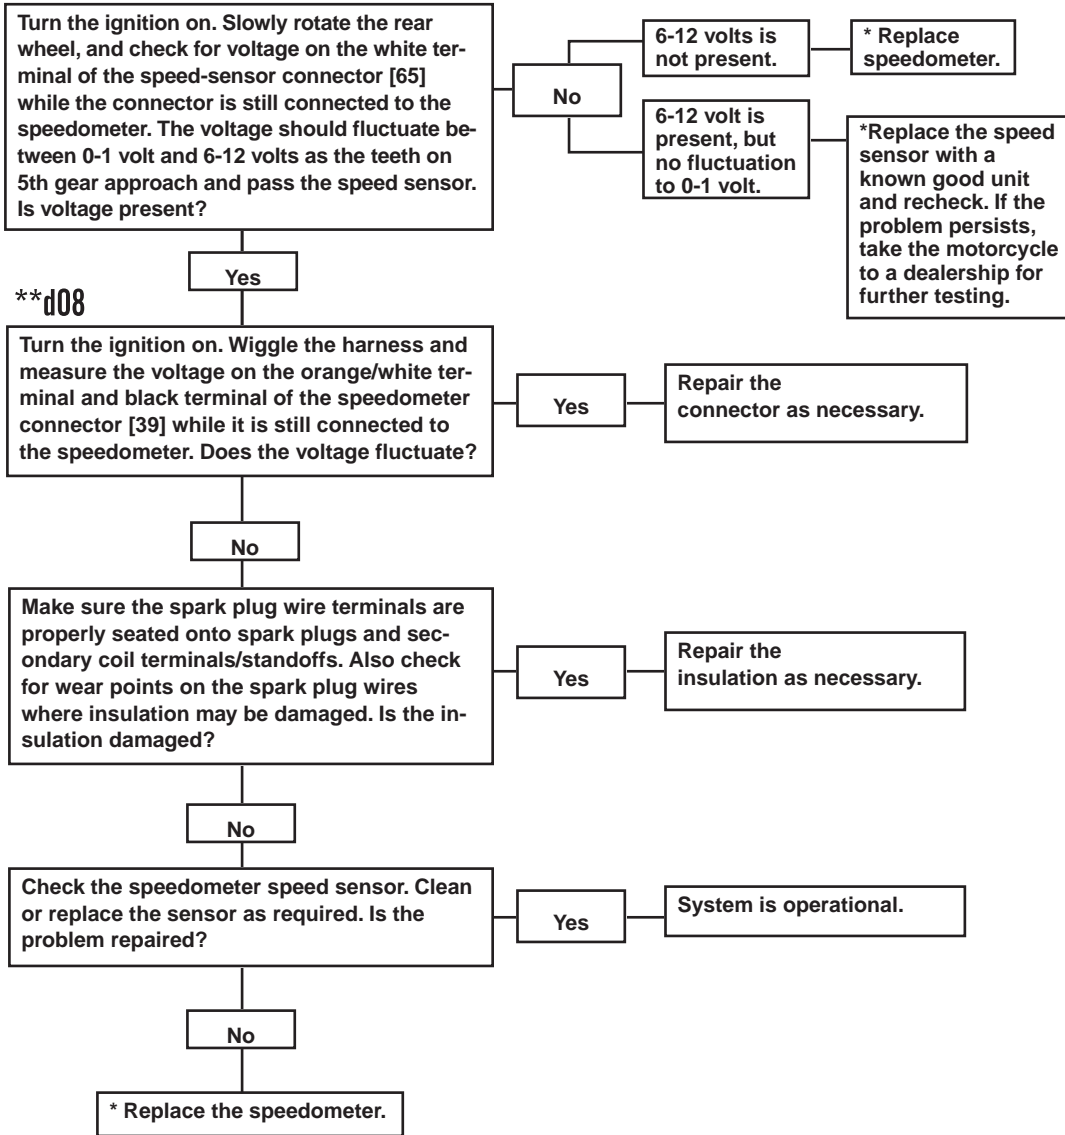 Turn the ignition on. Slowly rotate the rear
wheel, and check for voltage on the white ter-
minal of the speed-sensor connector [65]
while the connector is still connected to the
speedometer. The voltage should fluctuate be-
tween 0-1 volt and 6-12 volts as the teeth on
5th gear approach and pass the speed sensor.
Is voltage present?
No
6-12 volts is
not present.
* Replace
speedometer.
6-12 volt is
present, but
no fluctuation
to 0-1 volt.
*Replace the speed
sensor with a
known good unit
and recheck. If the
problem persists,
take the motorcycle
to a dealership for
further testing.
Yes
**d08
Turn the ignition on. Wiggle the harness and
measure the voltage on the orange/white ter-
minal and black terminal of the speedometer
connector [39] while it is still connected to
the speedometer. Does the voltage fluctuate?
Yes
Repair the
connector as necessary.
No
Make sure the spark plug wire terminals are
properly seated onto spark plugs and sec-
ondary coil terminals/standoffs. Also check
for wear points on the spark plug wires
where insulation may be damaged. Is the in-
sulation damaged?
Yes
Repair the
insulation as necessary.
No
Check the speedometer speed sensor. Clean
or replace the sensor as required. Is the
problem repaired?
Yes
System is operational.
No
* Replace the speedometer.